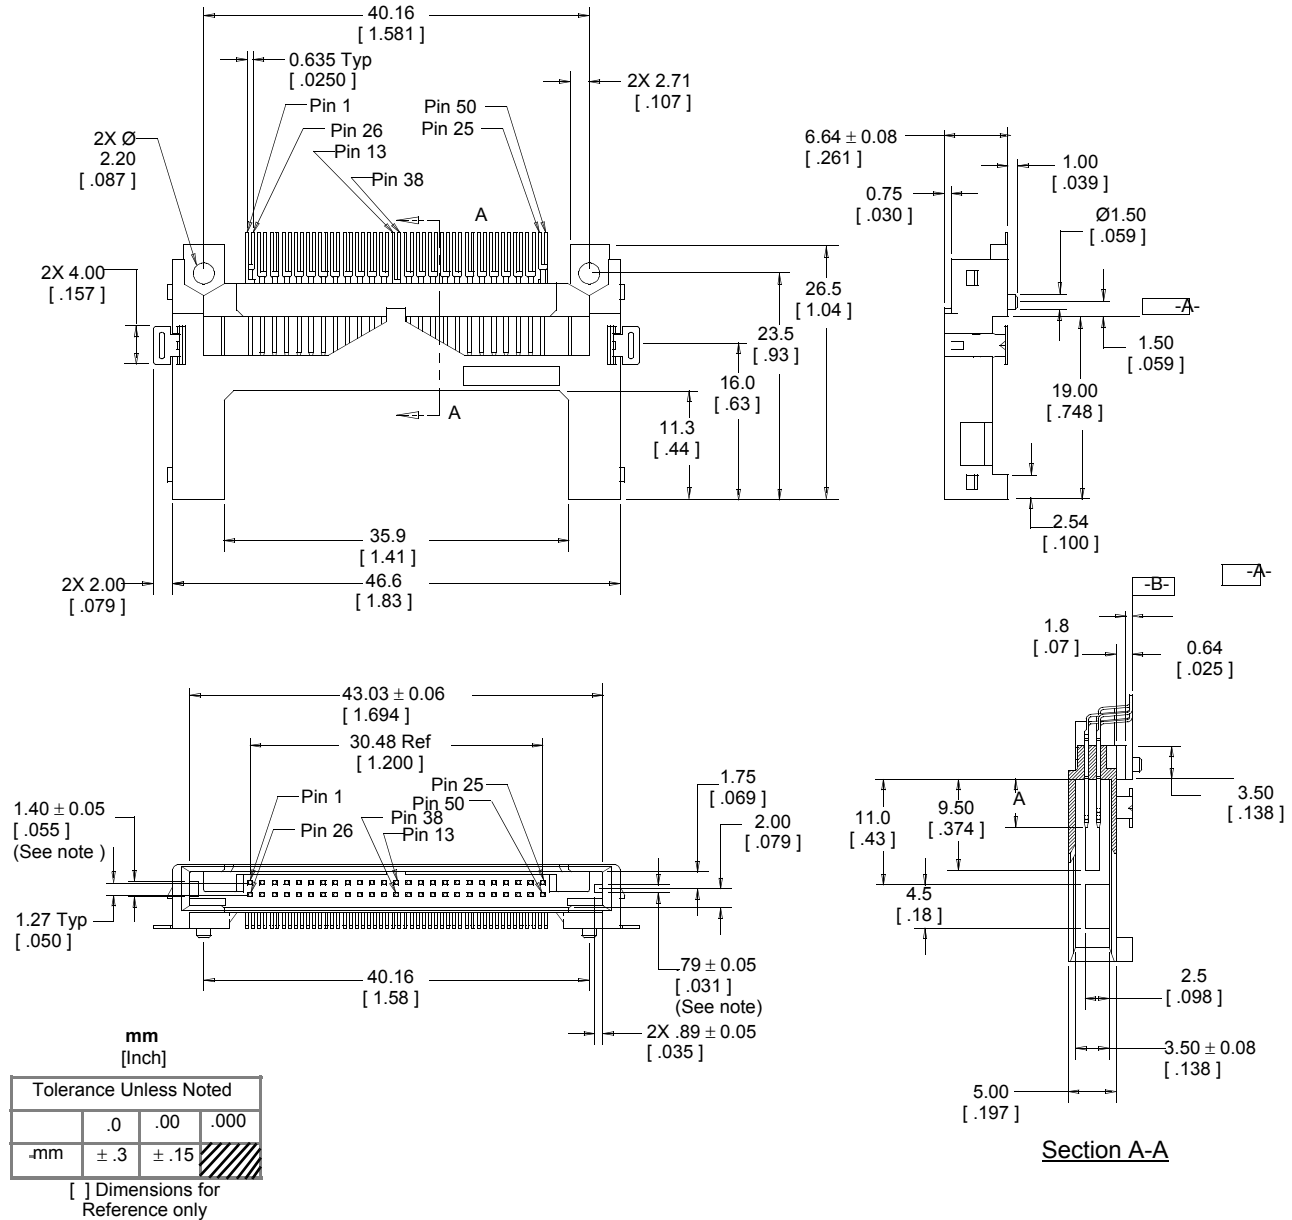 40.16
[ 1.581 ]
0.635 Typ
[ .0250 ]
2X 2.71
[ .107 ]
Pin 1
Pin 50
Pin 26
Pin 25
Pin 13
Pin 38
2X Ø
2.20
[ .087 ]
A
2X 4.00
[ .157 ]
26.5
[ 1.04 ]
23.5
[ .93 ]
16.0
[ .63 ]
11.3
[ .44 ]
A
35.9
[ 1.41 ]
46.6
[ 1.83 ]
2X 2.00
[ .079 ]
6.64 ± 0.08
[ .261 ]
1.00
[ .039 ]
0.75
[ .030 ]
Ø1.50
[ .059 ]
-A-
1.50
[ .059 ]
19.00
[ .748 ]
2.54
[ .100 ]
43.03 ± 0.06
[ 1.694 ]
30.48 Ref
[ 1.200 ]
Pin 1
Pin 25
Pin 50
Pin 38
Pin 26
Pin 13
1.40 ± 0.05
[ .055 ]
(See note )
1.27 Typ
[ .050 ]
1.75
[ .069 ]
2.00
[ .079 ]
40.16
[ 1.58 ]
.79 ± 0.05
[ .031 ]
(See note)
2X .89 ± 0.05
[ .035 ]
-B-
-A-
1.8
[ .07 ]
0.64
[ .025 ]
11.0
[ .43 ]
9.50
[ .374 ]
A
3.50
[ .138 ]
4.5
[ .18 ]
2.5
[ .098 ]
3.50 ± 0.08
[ .138 ]
5.00
[ .197 ]
Section A-A
mm
[Inch]
Tolerance Unless Noted
.0 .00 .000
mm ± .3 ± .15
[ ] Dimensions for
Reference only